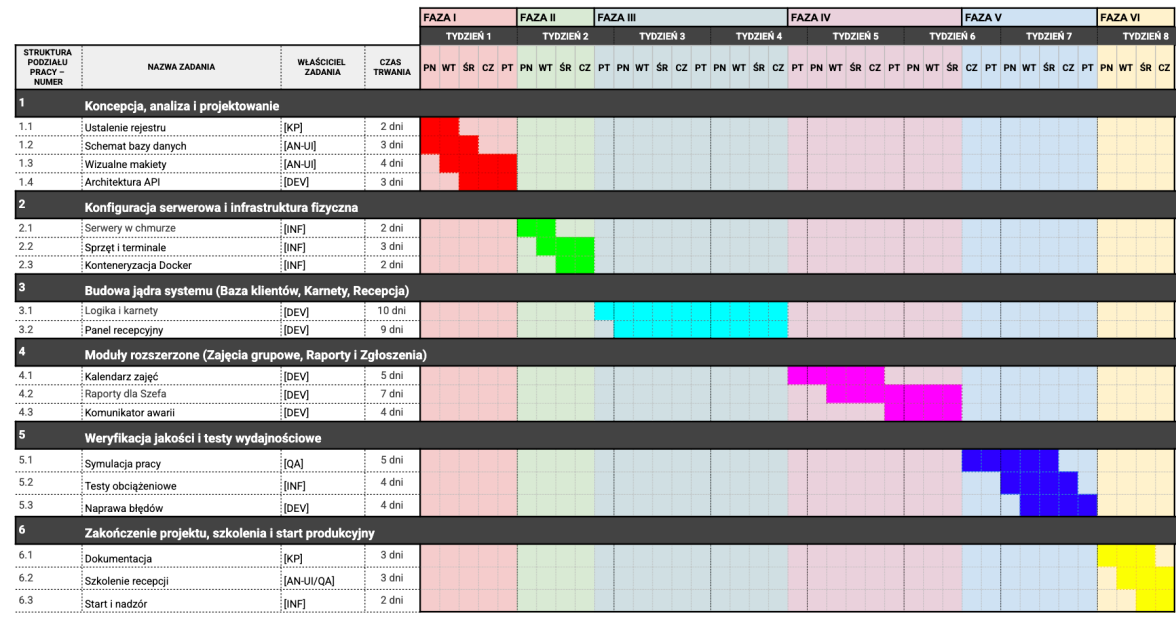 FAZA I FAZA II FAZA III FAZA IV FAZA V FAZA VI
TYDZIEŃ 1 TYDZIEŃ 2 TYDZIEŃ 3 TYDZIEŃ 4 TYDZIEŃ 5 TYDZIEŃ 6 TYDZIEŃ 7 TYDZIEŃ 8
STRUKTURA
PODZIAŁU
PRACY –
NUMER
NAZWA ZADANIA
WŁAŚCICIEL
ZADANIA
CZAS
TRWANIA
PN WT ŚR CZ PT PN WT ŚR CZ PT PN WT ŚR CZ PT PN WT ŚR CZ PT PN WT ŚR CZ PT PN WT ŚR CZ PT PN WT ŚR CZ PT PN WT ŚR CZ
1 Koncepcja, analiza i projektowanie
1.1 Ustalenie rejestru [KP] 2 dni
1.2 Schemat bazy danych [AN-UI] 3 dni
1.3 Wizualne makiety [AN-UI] 4 dni
1.4 Architektura API [DEV] 3 dni
2 Konfiguracja serwerowa i infrastruktura fizyczna
2.1 Serwery w chmurze [INF] 2 dni
2.2 Sprzęt i terminale [INF] 3 dni
2.3 Konteneryzacja Docker [INF] 2 dni
3 Budowa jądra systemu (Baza klientów, Karnety, Recepcja)
3.1 Logika i karnety [DEV] 10 dni
3.2 Panel recepcyjny [DEV] 9 dni
4 Moduły rozszerzone (Zajęcia grupowe, Raporty i Zgłoszenia)
4.1 Kalendarz zajęć [DEV] 5 dni
4.2 Raporty dla Szefa [DEV] 7 dni
4.3 Komunikator awarii [DEV] 4 dni
5 Weryfikacja jakości i testy wydajnościowe
5.1 Symulacja pracy [QA] 5 dni
5.2 Testy obciążeniowe [INF] 4 dni
5.3 Naprawa błędów [DEV] 4 dni
6 Zakończenie projektu, szkolenia i start produkcyjny
6.1 Dokumentacja [KP] 3 dni
6.2 Szkolenie recepcji [AN-UI/QA] 3 dni
6.3 Start i nadzór [INF] 2 dni